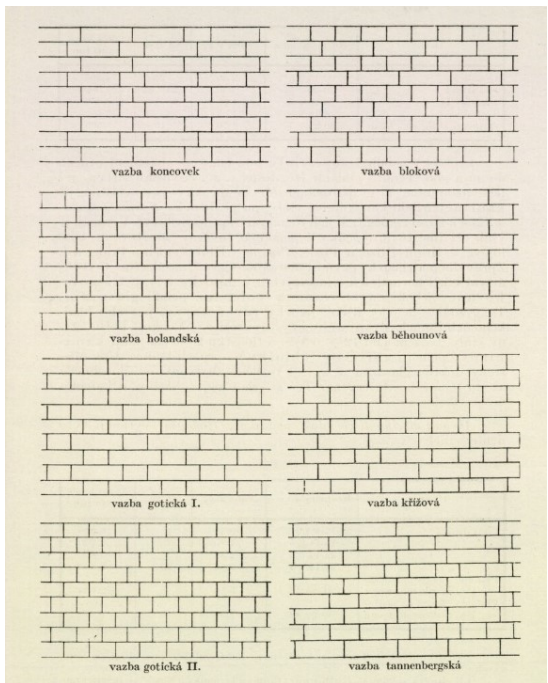 vazba koncovek
vazba bloková
vazba holandská
vazba běhounová
vazba gotická I.
vazba křížová
vazba gotická II.
vazba tannenbergská